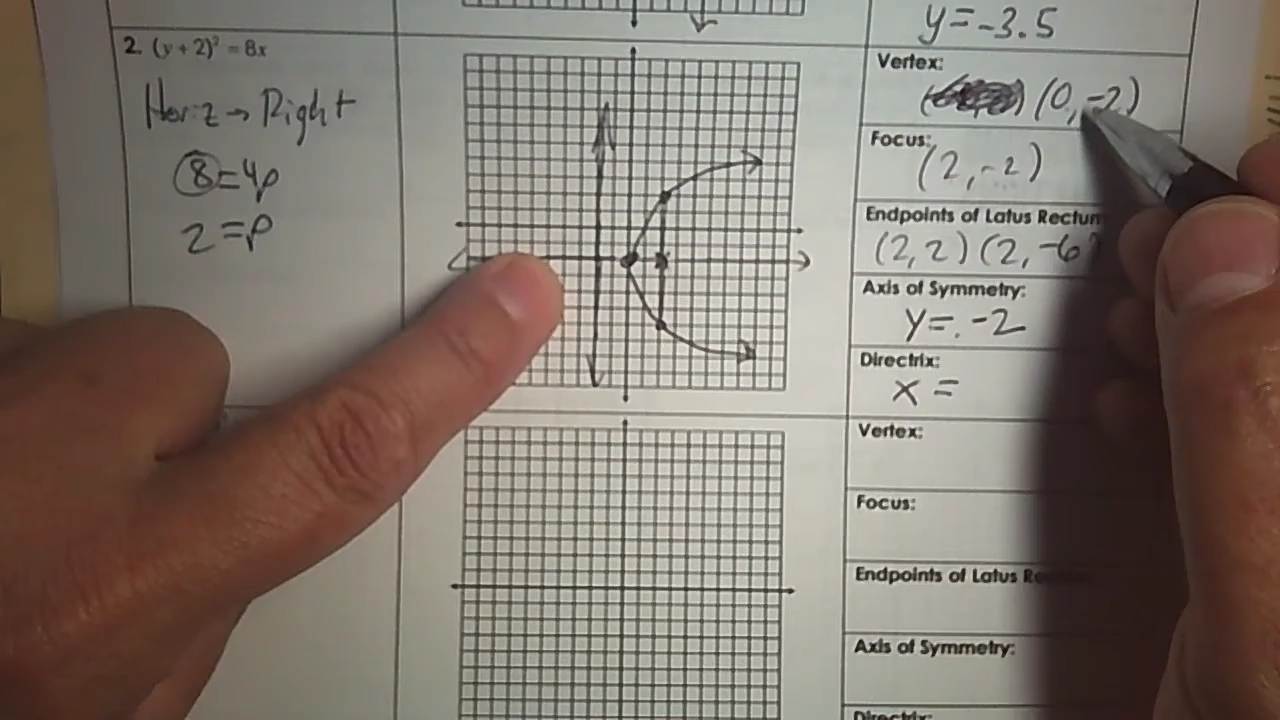 y = -3.5
2. (y + 2)² = 8x
Horiz → Right
8 = 4p
2 = p
Vertex:
(0, -2)
Focus:
(2, -2)
Endpoints of Latus Rectum
(2, 2) (2, -6)
Axis of Symmetry:
y = -2
Directrix:
x =
Vertex:
Focus:
Endpoints of Latus
Axis of Symmetry:
Directrix: